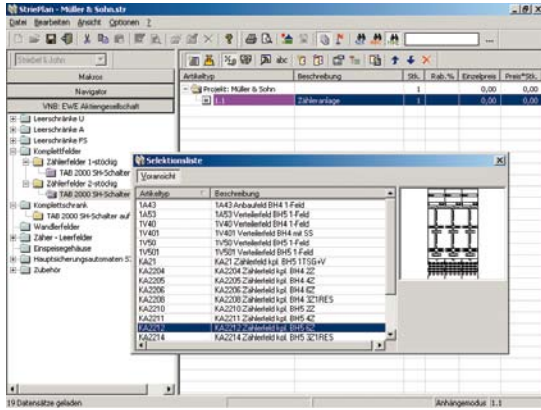 StriePlan - Müller & Sohn.str
Datei Bearbeiten Ansicht Optionen ?
Striebel & John
Makros
Navigator
VNB: EWE Aktiengesellschaft
Leerschränke U
Leerschränke A
Leerschränke PS
Komplettfelder
Zählerfelder 1-stöckig
TAB 2000 SH-Schalter
Zählerfelder 2-stöckig
TAB 2000 SH-Schalter
Komplettschrank
TAB 2000 SH-Schalter auf
Wandlerfelder
Zähler - Leerfelder
Einspeisegehäuse
Hauptsicherungsautomaten S
Zubehör
abc
Artikeltyp Beschreibung Stk. Rab.% Einzelpreis Preis*Stk.
Projekt: Müller & Sohn 1 0,00 0,00
1.1 Zähleranlage 1 0,00 0,00
Selektionsliste
Voransicht
Artikeltyp Beschreibung
1A43 1A43 Anbaufeld BH4 1-Feld
1A53 1A53 Verteilerfeld BH5 1-Feld
1V40 1V40 Verteilerfeld BH4 1-Feld
1V401 1V401 Verteilerfeld BH4 mit SS
1V50 1V50 Verteilerfeld BH5 1-Feld
1V501 1V501 Verteilerfeld BH5 1-Feld
KA21 KA21 Zählerfeld kpl. BH5 1TSG+V
KA2204 KA2204 Zählerfeld kpl. BH4 2Z
KA2205 KA2205 Zählerfeld kpl. BH4 4Z
KA2206 KA2206 Zählerfeld kpl. BH4 6Z
KA2208 KA2208 Zählerfeld kpl. BH4 3Z1RES
KA2210 KA2210 Zählerfeld kpl. BH5 2Z
KA2211 KA2211 Zählerfeld kpl. BH5 4Z
KA2212 KA2212 Zählerfeld kpl. BH5 6Z
KA2214 KA2214 Zählerfeld kpl. BH5 3Z1RES
19 Datensätze geladen Anhängemodus 1.1